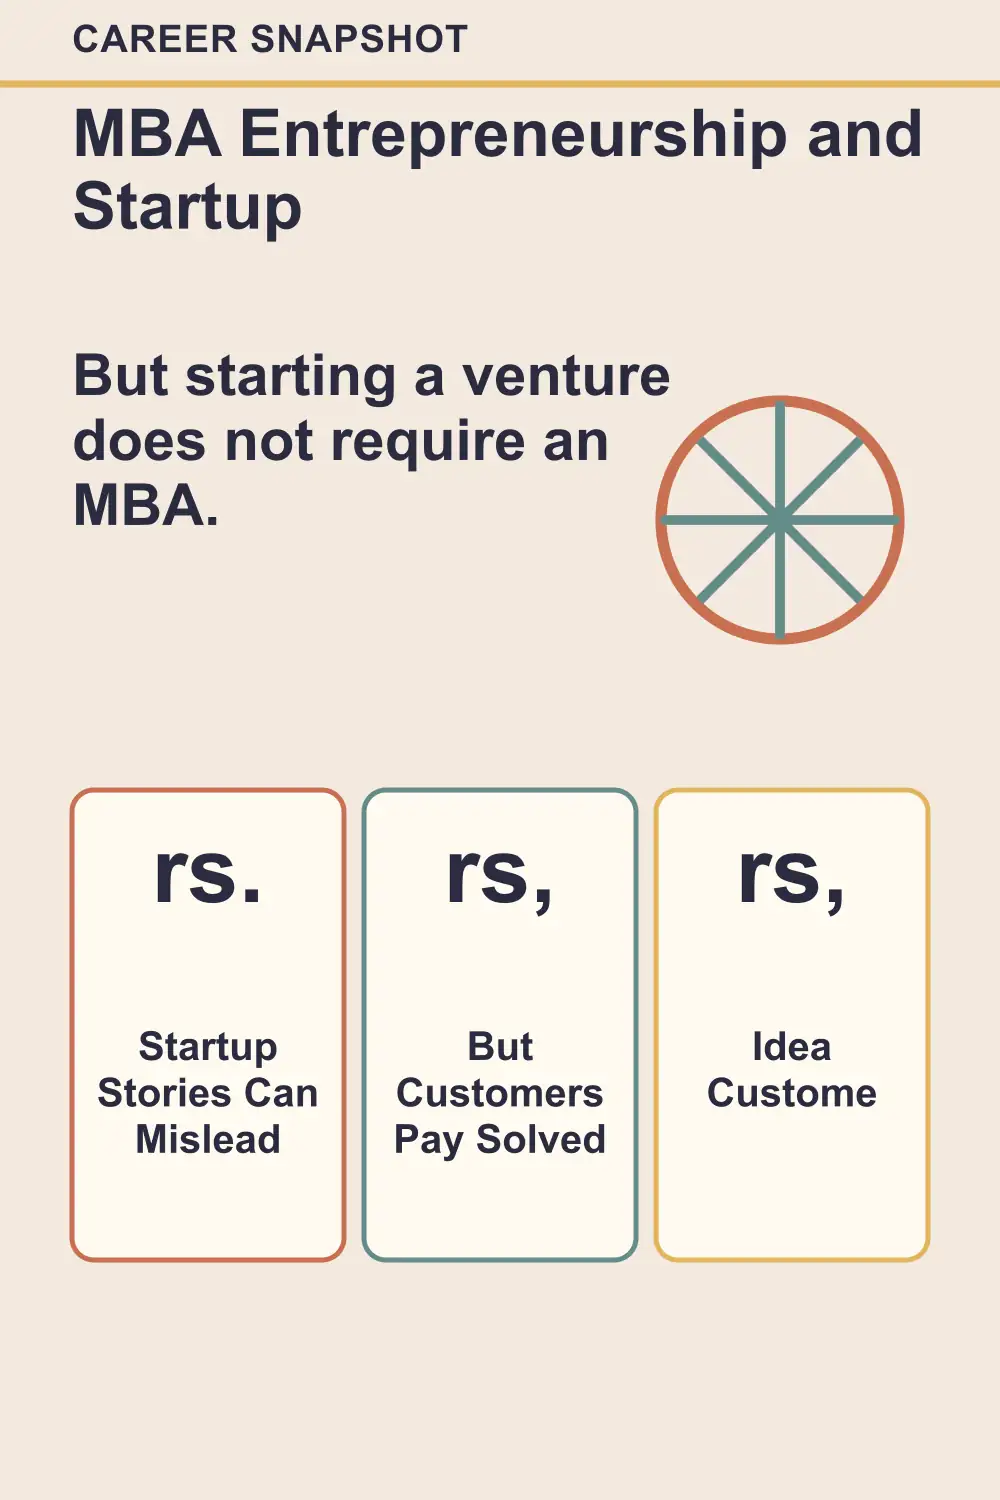 CAREER SNAPSHOT
MBA Entrepreneurship and
Startup
But starting a venture
does not require an
MBA.
rs.
Startup
Stories Can
Mislead
rs,
But
Customers
Pay Solved
rs,
Idea
Custome